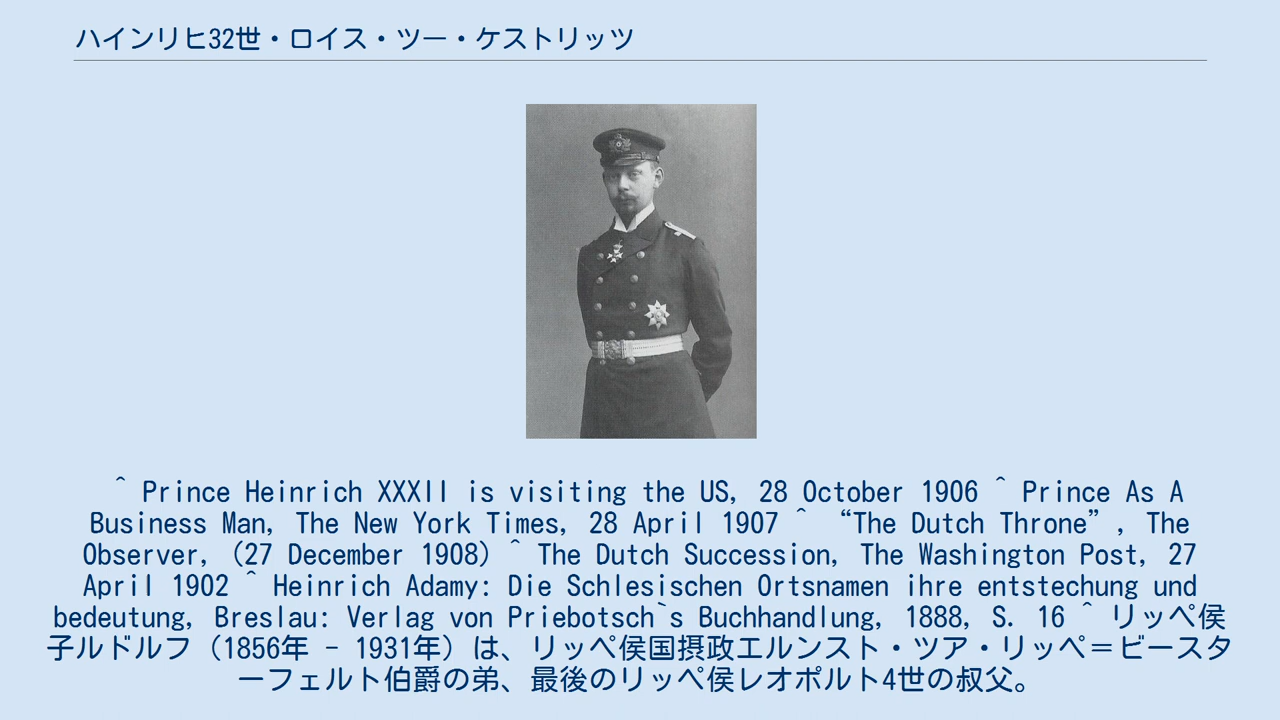 ハインリヒ32世・ロイス・ツー・ケストリッツ
^ Prince Heinrich XXXII is visiting the US, 28 October 1906 ^ Prince As A
Business Man, The New York Times, 28 April 1907 ^ “The Dutch Throne”, The
Observer, (27 December 1908) ^ The Dutch Succession, The Washington Post, 27
April 1902 ^ Heinrich Adamy: Die Schlesischen Ortsnamen ihre entstechung und
bedeutung, Breslau: Verlag von Priebotsch`s Buchhandlung, 1888, S. 16 ^ リッペ侯
子ルドルフ（1856年 - 1931年）は、リッペ侯国摂政エルンスト・ツア・リッペ＝ビースタ
ーフェルト伯爵の弟、最後のリッペ侯レオポルト4世の叔父。